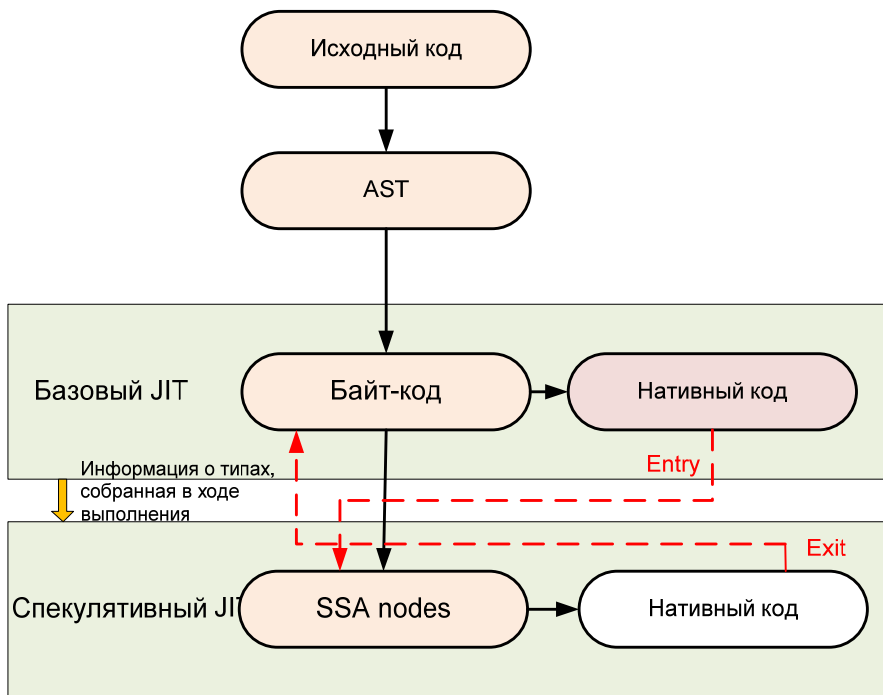 Исходный код
AST
Базовый JIT
Байт-код
Нативный код
Entry
Информация о типах,
собранная в ходе
выполнения
Exit
Спекулятивный JIT
SSA nodes
Нативный код